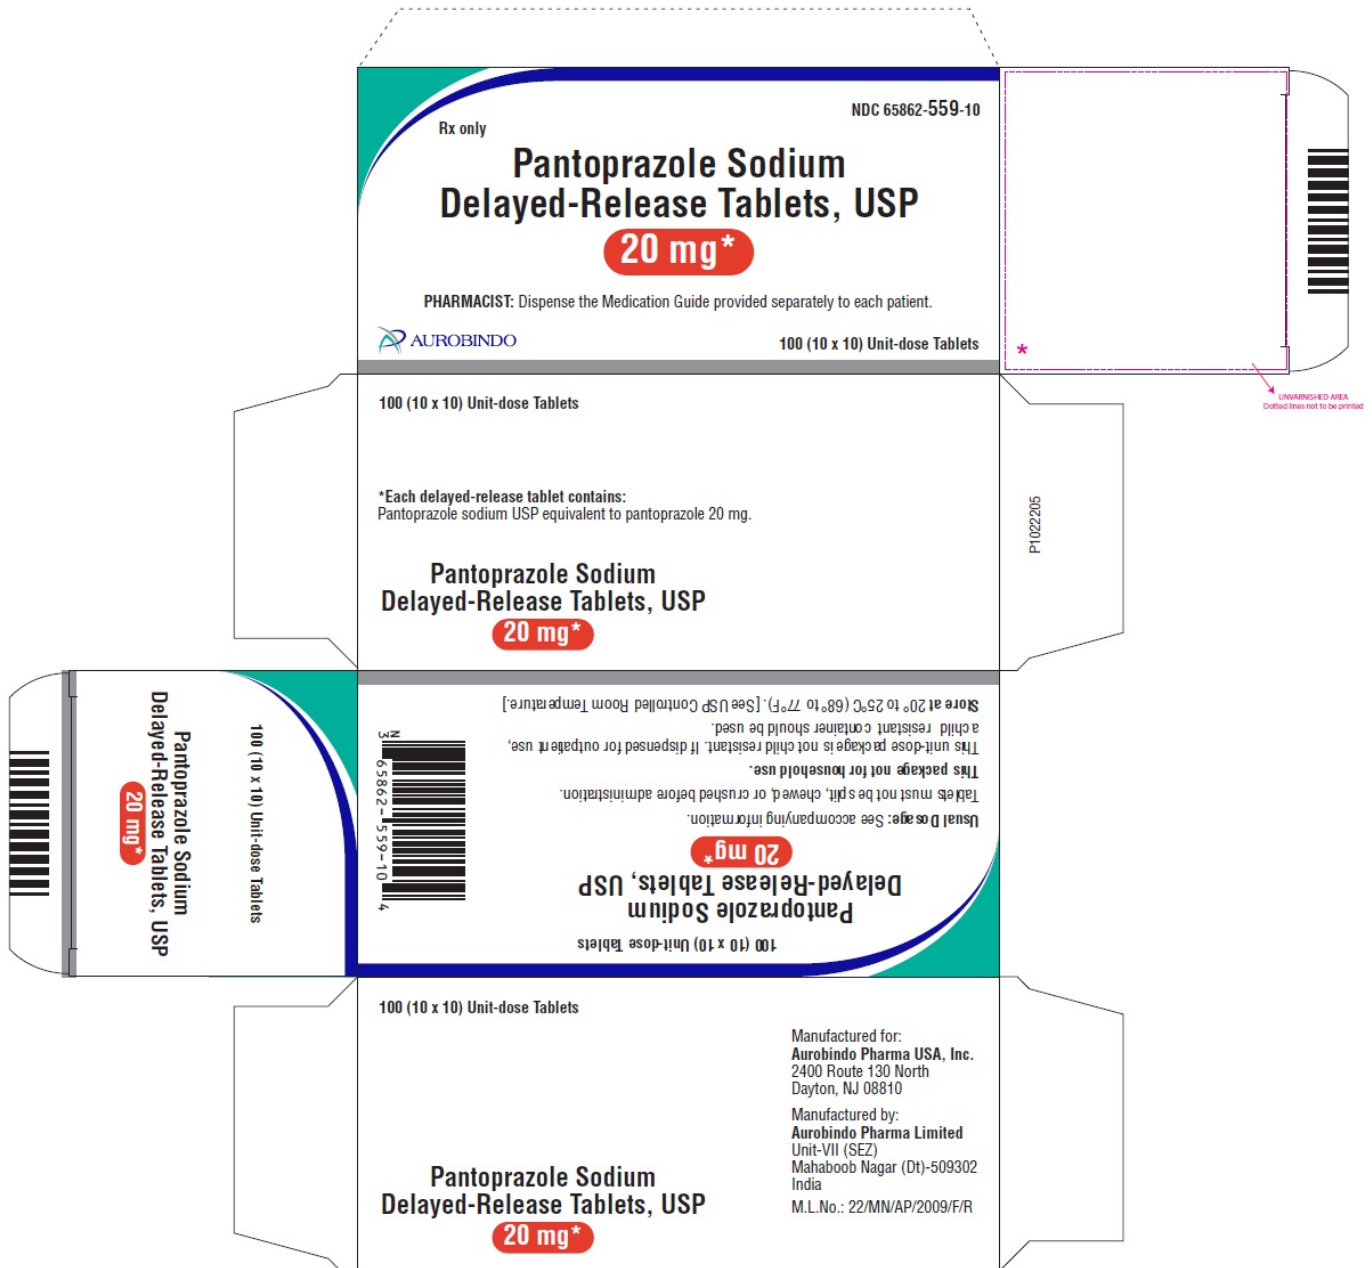 NDC 65862-559-10
Rx only
Pantoprazole Sodium
Delayed-Release Tablets, USP
20 mg*
PHARMACIST: Dispense the Medication Guide provided separately to each patient.
AUROBINDO
100 (10 x 10) Unit-dose Tablets
*
UNVARNISHED AREA
Dotted lines not to be printed
100 (10 x 10) Unit-dose Tablets
*Each delayed-release tablet contains:
Pantoprazole sodium USP equivalent to pantoprazole 20 mg.
Pantoprazole Sodium
Delayed-Release Tablets, USP
20 mg*
P1022205
100 (10 x 10) Unit-dose Tablets
Pantoprazole Sodium
Delayed-Release Tablets, USP
20 mg*
100 (10 x 10) Unit-dose Tablets
Pantoprazole Sodium
Delayed-Release Tablets, USP
20 mg*
Usual Dosage: See accompanying information.
Tablets must not be split, chewed, or crushed before administration.
This package not for household use.
This unit-dose package is not child resistant. If dispensed for outpatient use,
a child resistant container should be used.
Store at 20° to 25°C (68° to 77°F). [See USP Controlled Room Temperature.]
N
3 65862-559-10 4
100 (10 x 10) Unit-dose Tablets
Pantoprazole Sodium
Delayed-Release Tablets, USP
20 mg*
Manufactured for:
Aurobindo Pharma USA, Inc.
2400 Route 130 North
Dayton, NJ 08810
Manufactured by:
Aurobindo Pharma Limited
Unit-VII (SEZ)
Mahaboob Nagar (Dt)-509302
India
M.L.No.: 22/MN/AP/2009/F/R